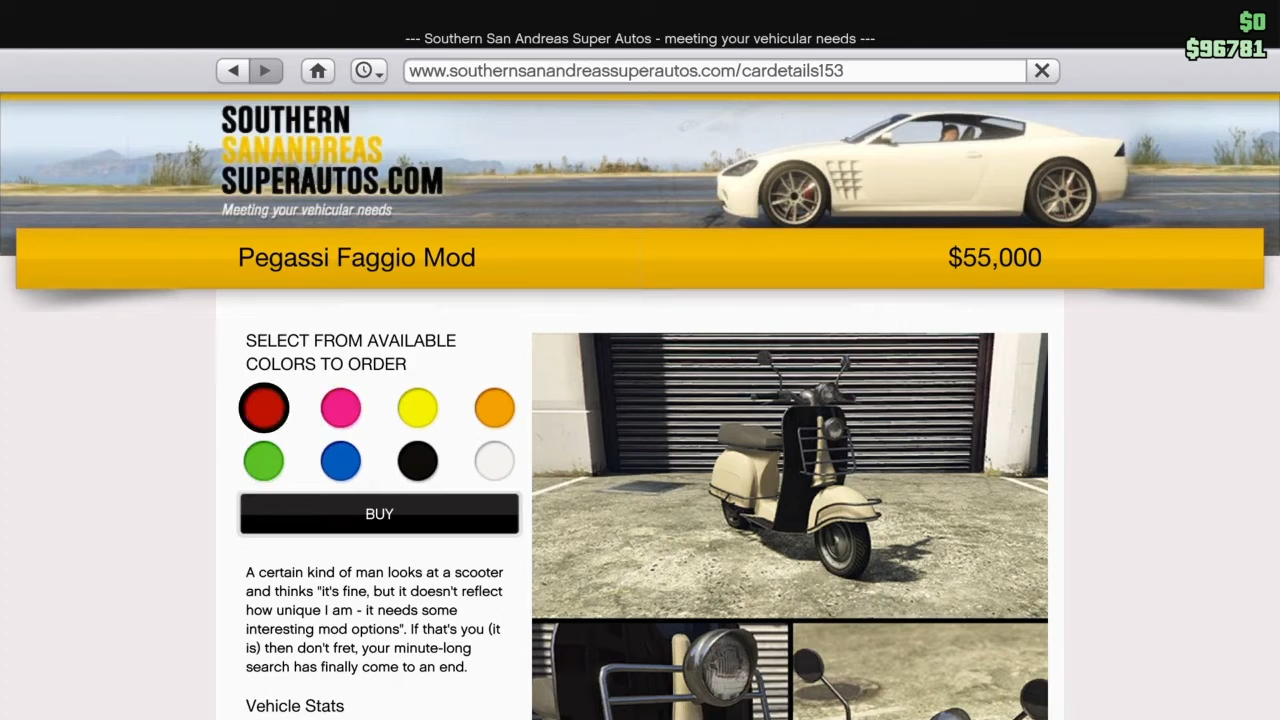 $0
--- Southern San Andreas Super Autos - meeting your vehicular needs ---
$96781
www.southernsanandreassuperautos.com/cardetails153
SOUTHERN
SANANDREAS
SUPERAUTOS.COM
Meeting your vehicular needs
Pegassi Faggio Mod
$55,000
SELECT FROM AVAILABLE
COLORS TO ORDER
BUY
A certain kind of man looks at a scooter
and thinks "it's fine, but it doesn't reflect
how unique I am - it needs some
interesting mod options". If that's you (it
is) then don't fret, your minute-long
search has finally come to an end.
Vehicle Stats